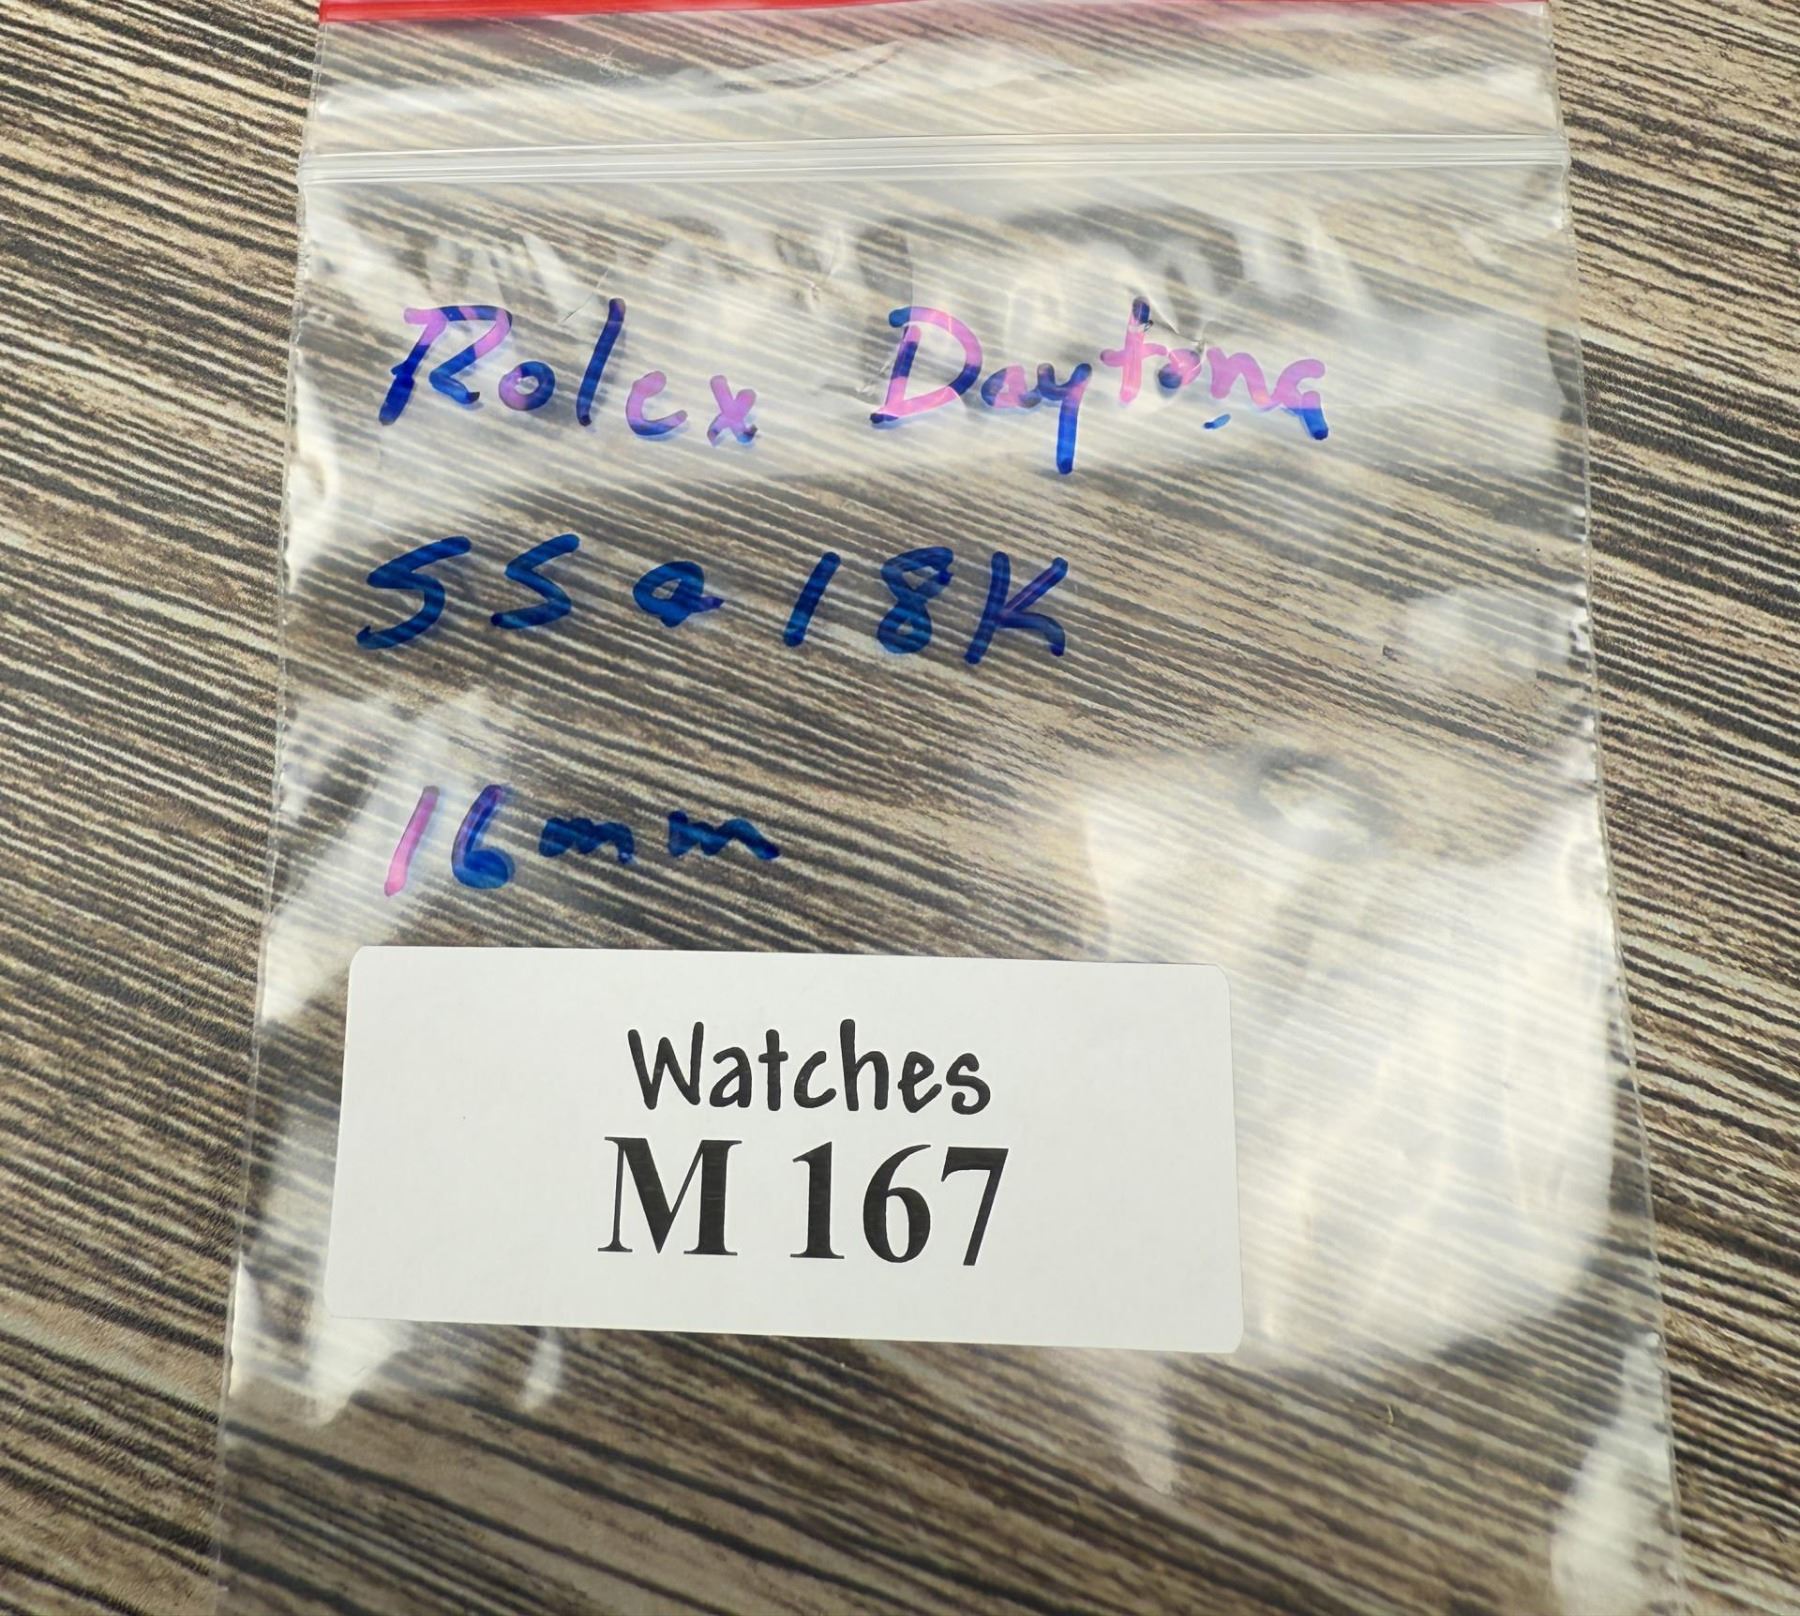 Rolex Daytona
SS & 18K
16mm
Watches
M 167